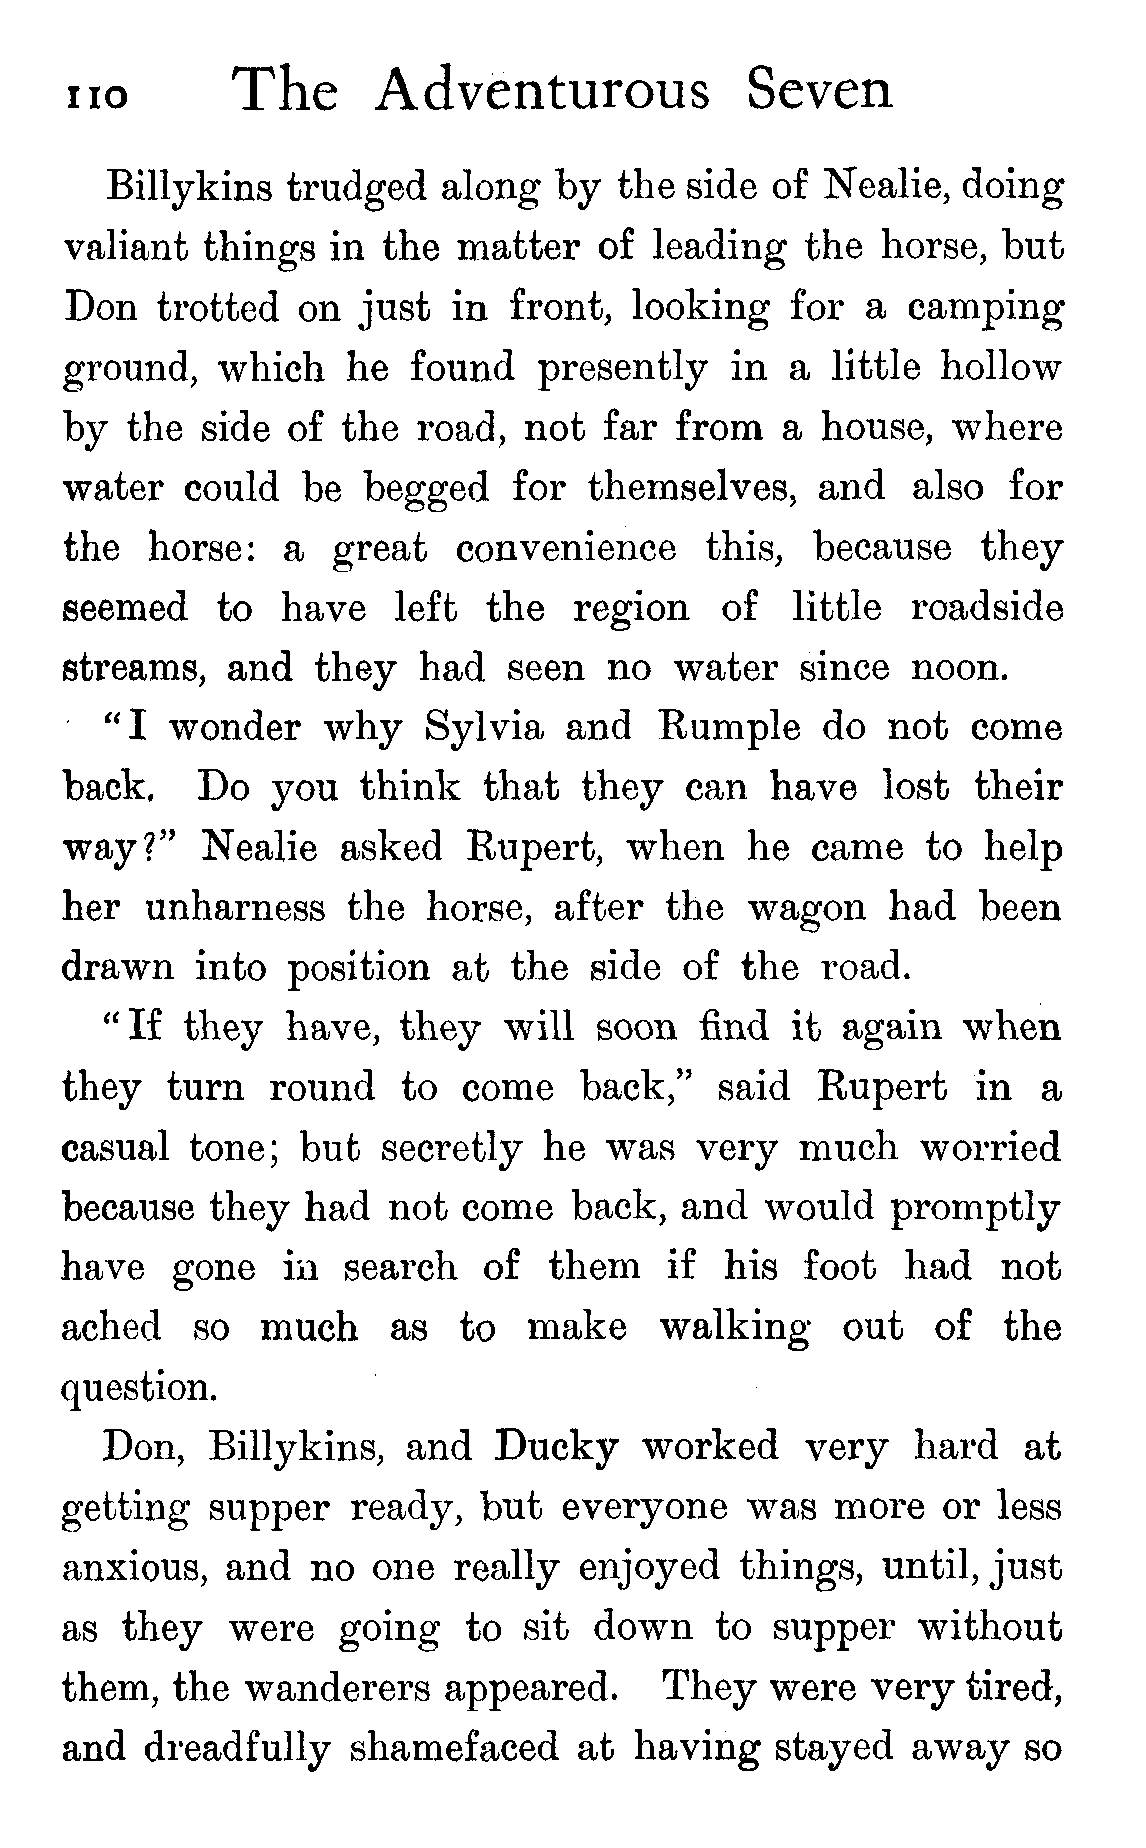 110 The Adventurous Seven
Billykins trudged along by the side of Nealie, doing
valiant things in the matter of leading the horse, but
Don trotted on just in front, looking for a camping
ground, which he found presently in a little hollow
by the side of the road, not far from a house, where
water could be begged for themselves, and also for
the horse: a great convenience this, because they
seemed to have left the region of little roadside
streams, and they had seen no water since noon.
“I wonder why Sylvia and Rumple do not come
back. Do you think that they can have lost their
way?” Nealie asked Rupert, when he came to help
her unharness the horse, after the wagon had been
drawn into position at the side of the road.
“If they have, they will soon find it again when
they turn round to come back,” said Rupert in a
casual tone; but secretly he was very much worried
because they had not come back, and would promptly
have gone in search of them if his foot had not
ached so much as to make walking out of the
question.
Don, Billykins, and Ducky worked very hard at
getting supper ready, but everyone was more or less
anxious, and no one really enjoyed things, until, just
as they were going to sit down to supper without
them, the wanderers appeared. They were very tired,
and dreadfully shamefaced at having stayed away so